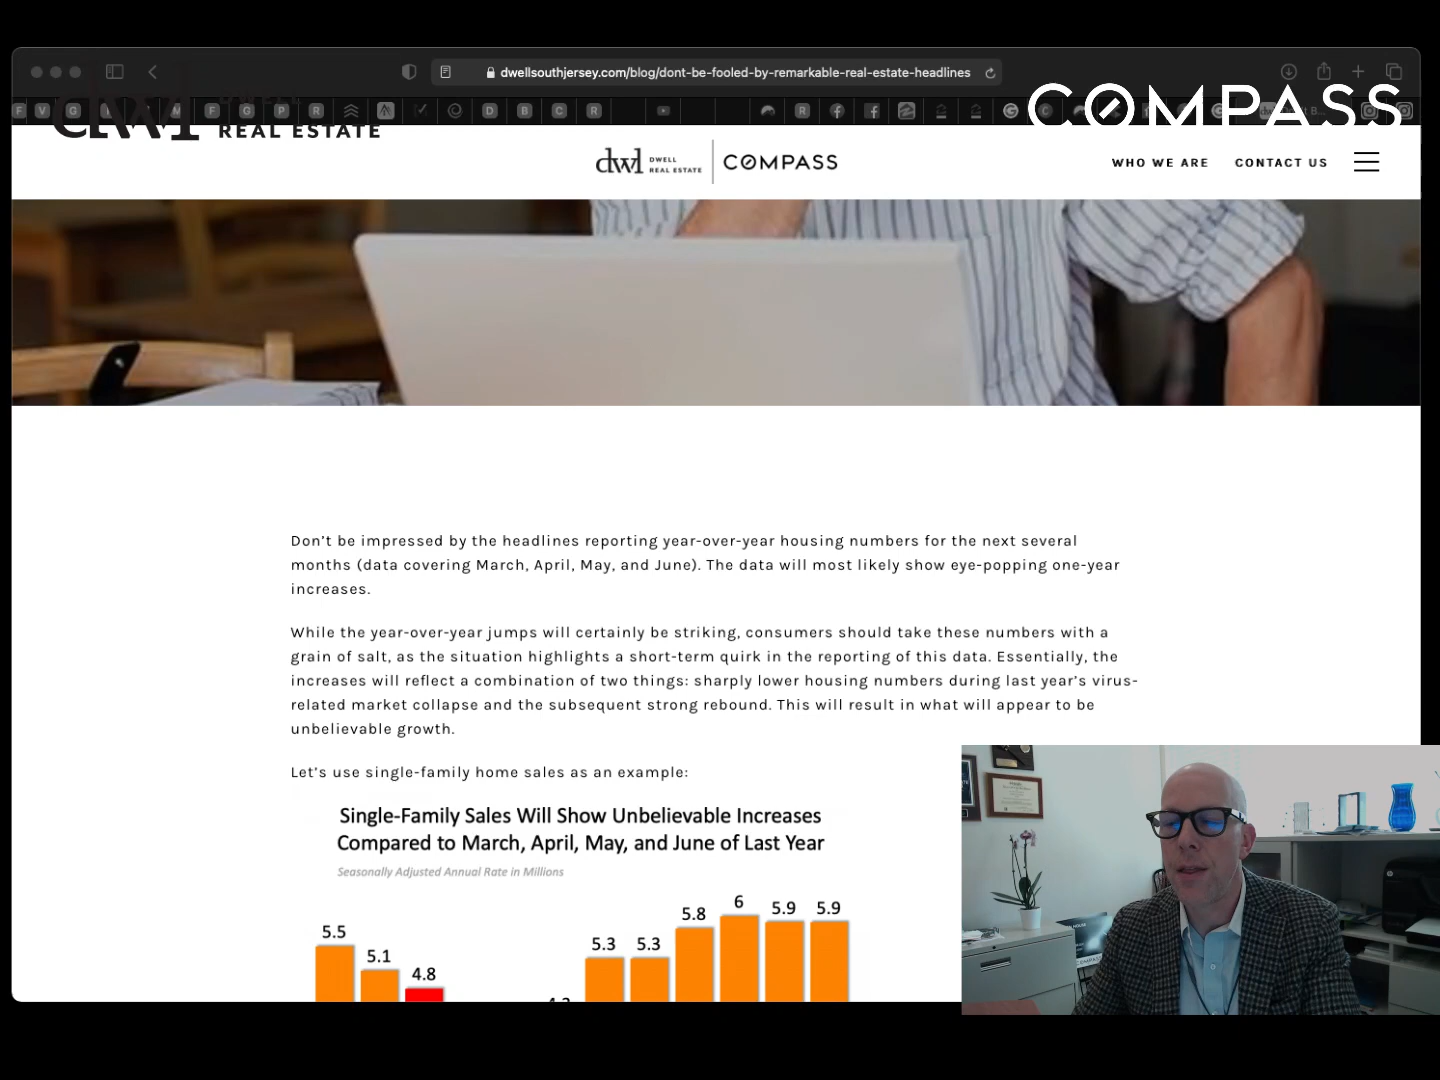 dwellsouthjersey.com/blog/dont-be-fooled-by-remarkable-real-estate-headlines
COMPASS
dwl
REAL ESTATE
dwl DWELL REAL ESTATE COMPASS
WHO WE ARE
CONTACT US
Don’t be impressed by the headlines reporting year-over-year housing numbers for the next several
months (data covering March, April, May, and June). The data will most likely show eye-popping one-year
increases.
While the year-over-year jumps will certainly be striking, consumers should take these numbers with a
grain of salt, as the situation highlights a short-term quirk in the reporting of this data. Essentially, the
increases will reflect a combination of two things: sharply lower housing numbers during last year’s virus-
related market collapse and the subsequent strong rebound. This will result in what will appear to be
unbelievable growth.
Let’s use single-family home sales as an example:
Single-Family Sales Will Show Unbelievable Increases
Compared to March, April, May, and June of Last Year
Seasonally Adjusted Annual Rate in Millions
5.5
5.1
4.8
5.3
5.3
5.8
6
5.9
5.9